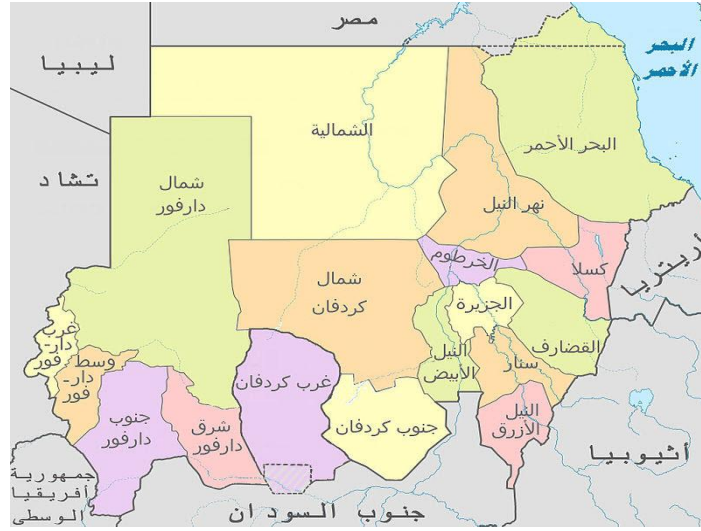 مصر
البحر
الأحمر
ليبيا
الشمالية
البحر الأحمر
تشاد
شمال
دارفور
نهر النيل
كسلا
أريتريا
الخرطوم
شمال
كردفان
الجزيرة
القضارف
النيل
الأبيض
سنار
غرب
دار-
فور
وسط
دار-
فور
غرب كردفان
جنوب كردفان
النيل
الأزرق
جنوب
دارفور
شرق
دارفور
أثيوبيا
جمهورية
أفريقيا
الوسطى
جنوب السودان